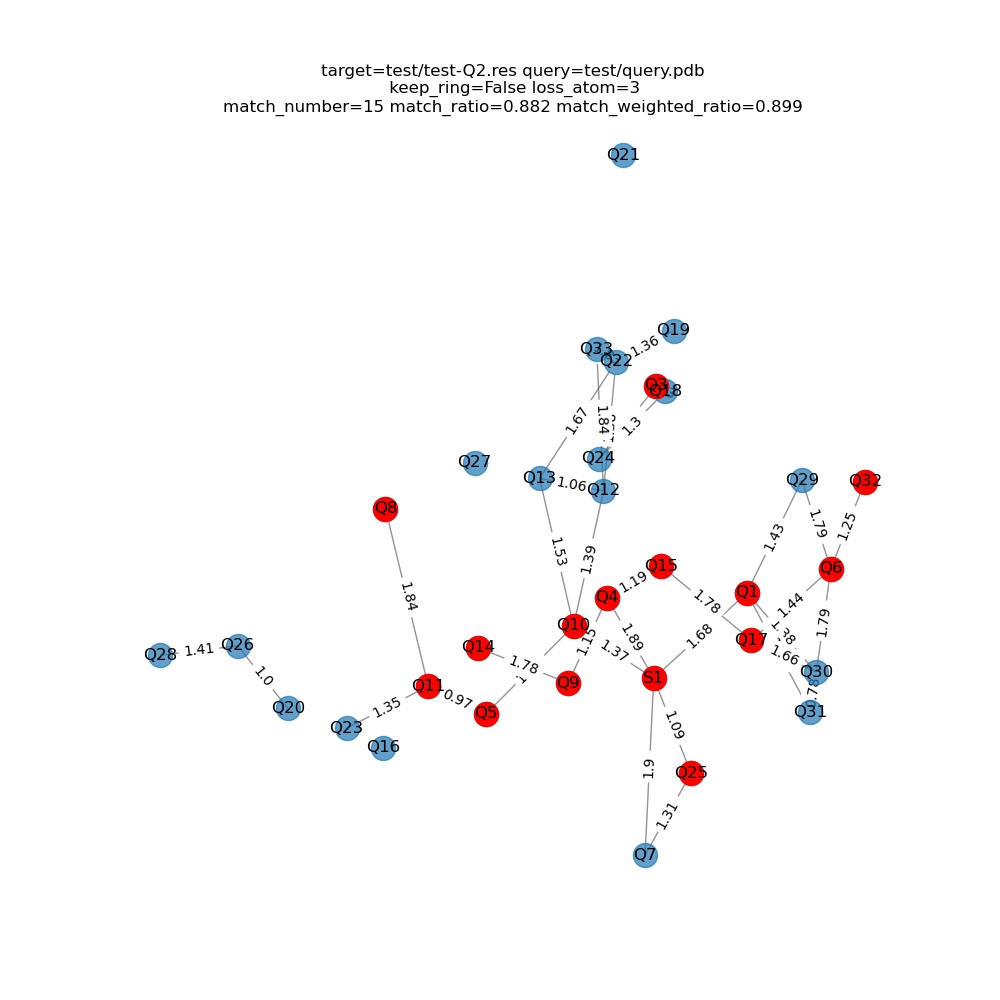 target=test/test-Q2.res query=test/query.pdb
keep_ring=False loss_atom=3
match_number=15 match_ratio=0.882 match_weighted_ratio=0.899
Q21
Q19
Q33
1.36
Q22
Q3
Q18
1.67
1.84
1.3
Q24
Q27
Q13
1.06
Q12
Q29
Q32
Q8
1.79
1.25
1.43
1.53
1.39
Q15
Q6
1.19
1.84
Q4
1.78
Q1
1.44
Q10
1.89
1.79
1.68
Q17
Q28
1.41
Q26
Q14
1.15
1.37
1.66
1.78
1.0
Q11
Q9
S1
Q30
0.97
Q20
1.35
Q5
Q31
Q23
1.09
Q16
1.9
Q25
1.31
Q7